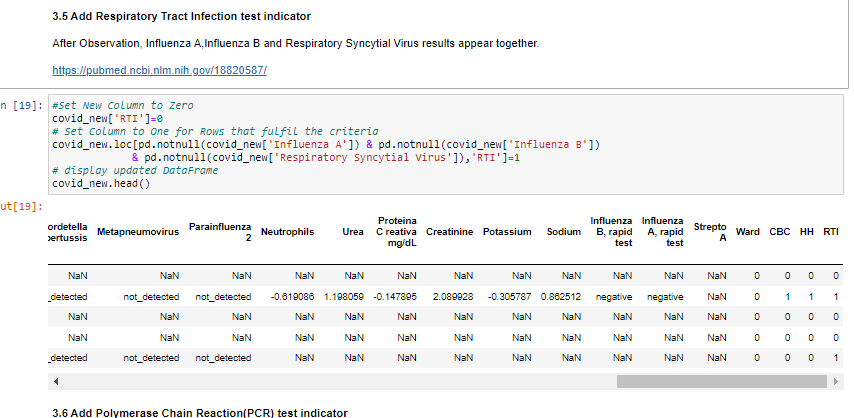 3.5 Add Respiratory Tract Infection test indicator
After Observation, Influenza A,Influenza B and Respiratory Syncytial Virus results appear together.
https://pubmed.ncbi.nlm.nih.gov/18820587/
n [19]:
#Set New Column to Zero
covid_new['RTI']=0
# Set Column to One for Rows that fulfil the criteria
covid_new.loc[pd.notnull(covid_new['Influenza A']) & pd.notnull(covid_new['Influenza B'])
& pd.notnull(covid_new['Respiratory Syncytial Virus']),'RTI']=1
# display updated DataFrame
covid_new.head()
ut[19]:
ordetella pertussis Metapneumovirus Parainfluenza 2 Neutrophils Urea Proteina C reativa mg/dL Creatinine Potassium Sodium Influenza B, rapid test Influenza A, rapid test Strepto A Ward CBC HH RTI
NaN NaN NaN NaN NaN NaN NaN NaN NaN NaN NaN NaN 0 0 0 0
_detected not_detected not_detected -0.619086 1.198059 -0.147895 2.089928 -0.305787 0.862512 negative negative NaN 0 1 1 1
NaN NaN NaN NaN NaN NaN NaN NaN NaN NaN NaN NaN 0 0 0 0
NaN NaN NaN NaN NaN NaN NaN NaN NaN NaN NaN NaN 0 0 0 0
_detected not_detected not_detected NaN NaN NaN NaN NaN NaN NaN NaN NaN 0 0 0 1
3.6 Add Polymerase Chain Reaction(PCR) test indicator